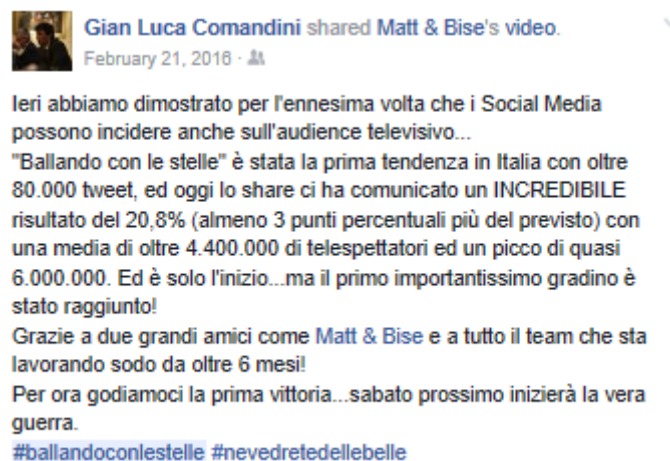 Gian Luca Comandini shared Matt & Bise's video.
February 21, 2016 ·
Ieri abbiamo dimostrato per l'ennesima volta che i Social Media
possono incidere anche sull'audience televisivo...
"Ballando con le stelle" è stata la prima tendenza in Italia con oltre
80.000 tweet, ed oggi lo share ci ha comunicato un INCREDIBILE
risultato del 20,8% (almeno 3 punti percentuali più del previsto) con
una media di oltre 4.400.000 di telespettatori ed un picco di quasi
6.000.000. Ed è solo l'inizio...ma il primo importantissimo gradino è
stato raggiunto!
Grazie a due grandi amici come Matt & Bise e a tutto il team che sta
lavorando sodo da oltre 6 mesi!
Per ora godiamoci la prima vittoria...sabato prossimo inizierà la vera
guerra.
#ballandoconlestelle #nevedretedellebelle